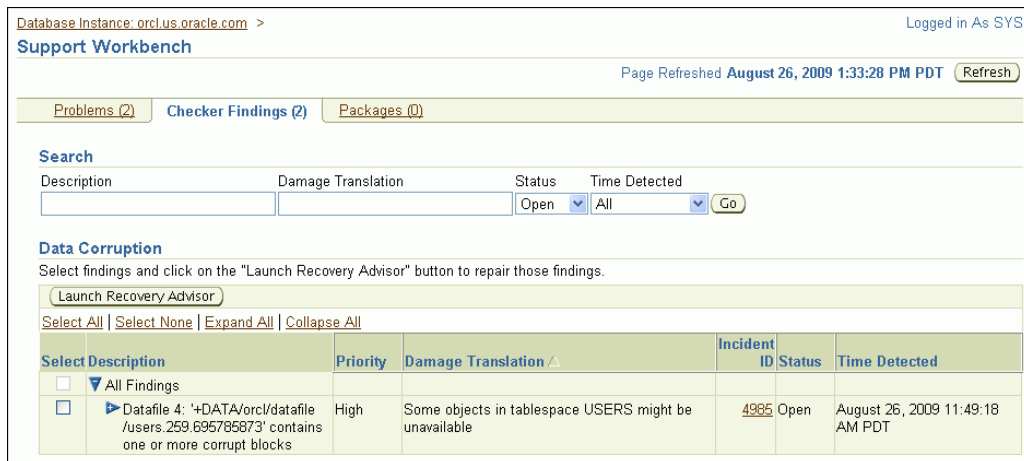 Database Instance: orcl.us.oracle.com >
Logged in As SYS
Support Workbench
Page Refreshed August 26, 2009 1:33:28 PM PDT Refresh
Problems (2) Checker Findings (2) Packages (0)
Search
Description Damage Translation Status Time Detected
Open All Go
Data Corruption
Select findings and click on the "Launch Recovery Advisor" button to repair those findings.
Launch Recovery Advisor
Select All | Select None | Expand All | Collapse All
Select Description Priority Damage Translation Incident ID Status Time Detected
All Findings
Datafile 4: '+DATA/orcl/datafile
/users.259.695785873' contains
one or more corrupt blocks
High
Some objects in tablespace USERS might be
unavailable
4985 Open
August 26, 2009 11:49:18
AM PDT